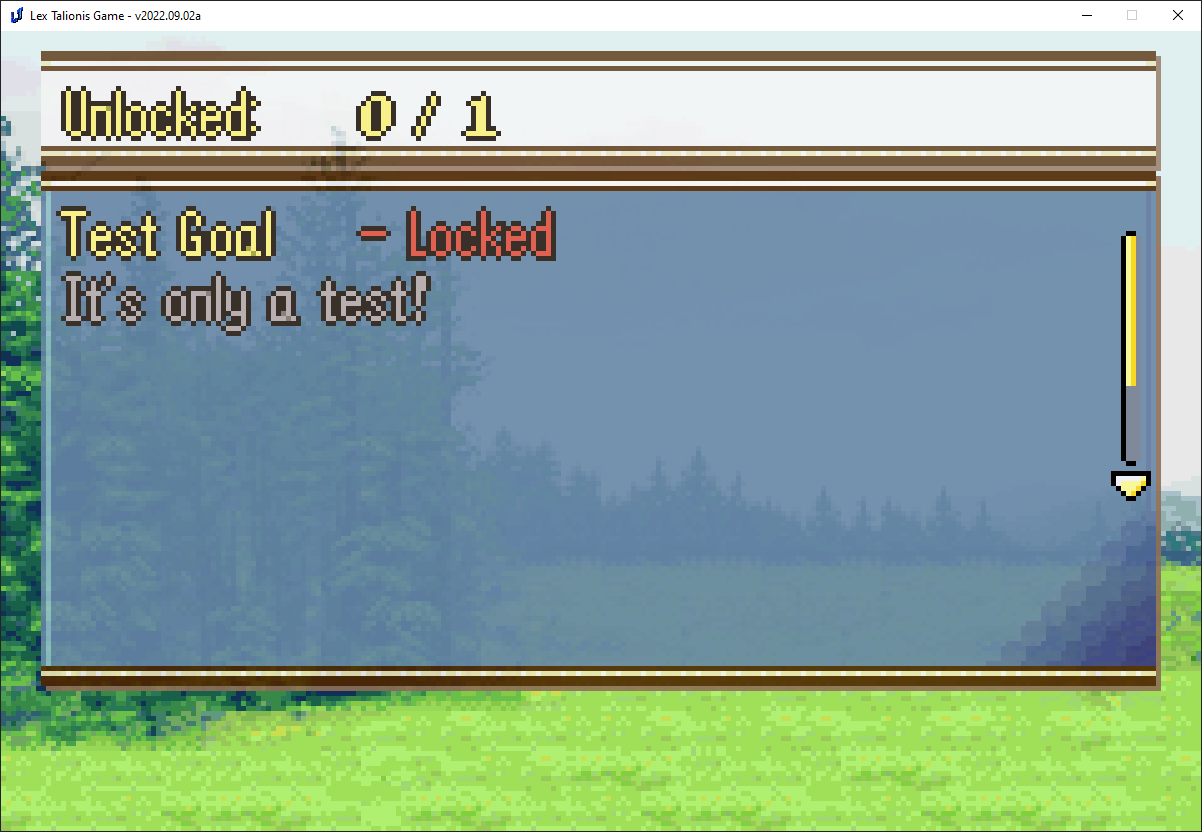 Lex Talionis Game - v2022.09.02a
Unlocked: 0 / 1
Test Goal - Locked
It's only a test!